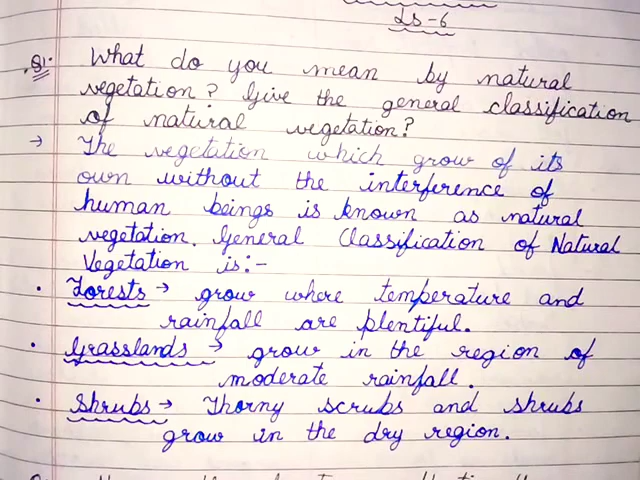 LS-6
Q1. What do you mean by natural
vegetation? Give the general classification
of natural vegetation?
→ The vegetation which grow of its
own without the interference of
human beings is known as natural
vegetation. General Classification of Natural
Vegetation is:-
• Forests → grow where temperature and
rainfall are plentiful.
• Grasslands → grow in the region of
moderate rainfall.
• Shrubs → Thorny scrubs and shrubs
grow in the dry region.